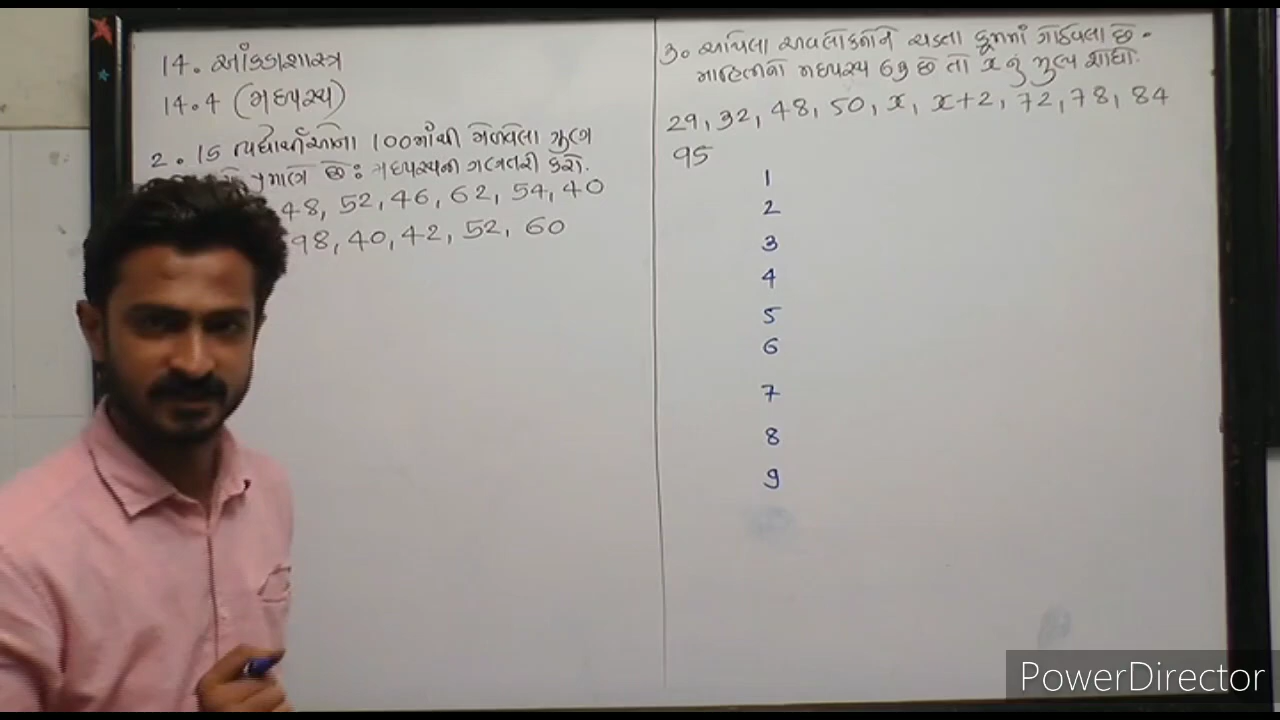 14. આંકડાશાસ્ત્ર
14.4 (મધ્યસ્થ)
2. 15 વિદ્યાર્થીઓના 100માંથી મેળવેલા ગુણ
મુજબ છે: મધ્યસ્થની ગણતરી કરો.
48, 52, 46, 62, 54, 40
98, 40, 42, 52, 60
3. આપેલા અવલોકનોને ચડતા ક્રમમાં ગોઠવેલા છે.
માહિતીનો મધ્યસ્થ 63 છે તો x નું મુલ્ય શોધો.
29, 32, 48, 50, x, x+2, 72, 78, 84
95
1
2
3
4
5
6
7
8
9
PowerDirector